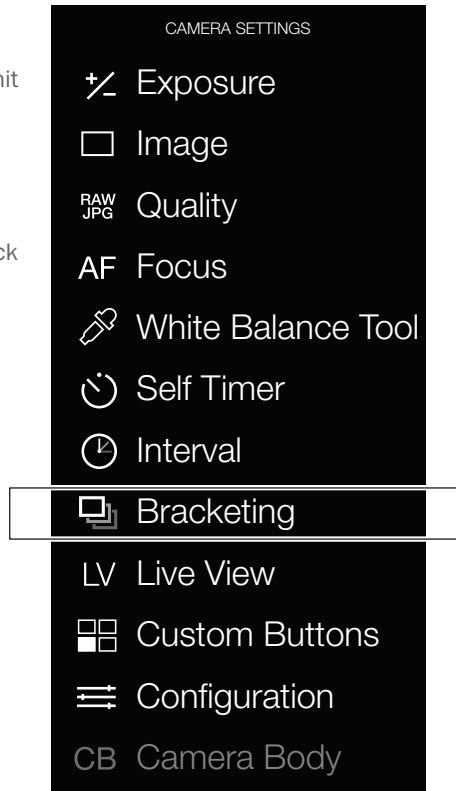 CAMERA SETTINGS
+/- Exposure
Image
RAW JPG Quality
AF Focus
White Balance Tool
Self Timer
Interval
Bracketing
LV Live View
Custom Buttons
Configuration
CB Camera Body